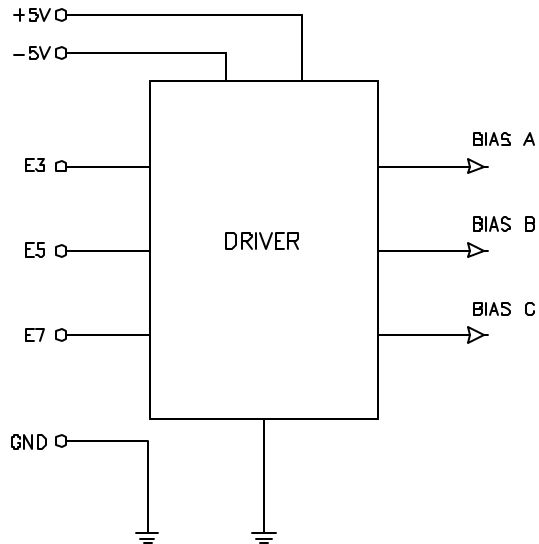 +5V
-5V
BIAS A
E3
BIAS B
DRIVER
E5
BIAS C
E7
GND